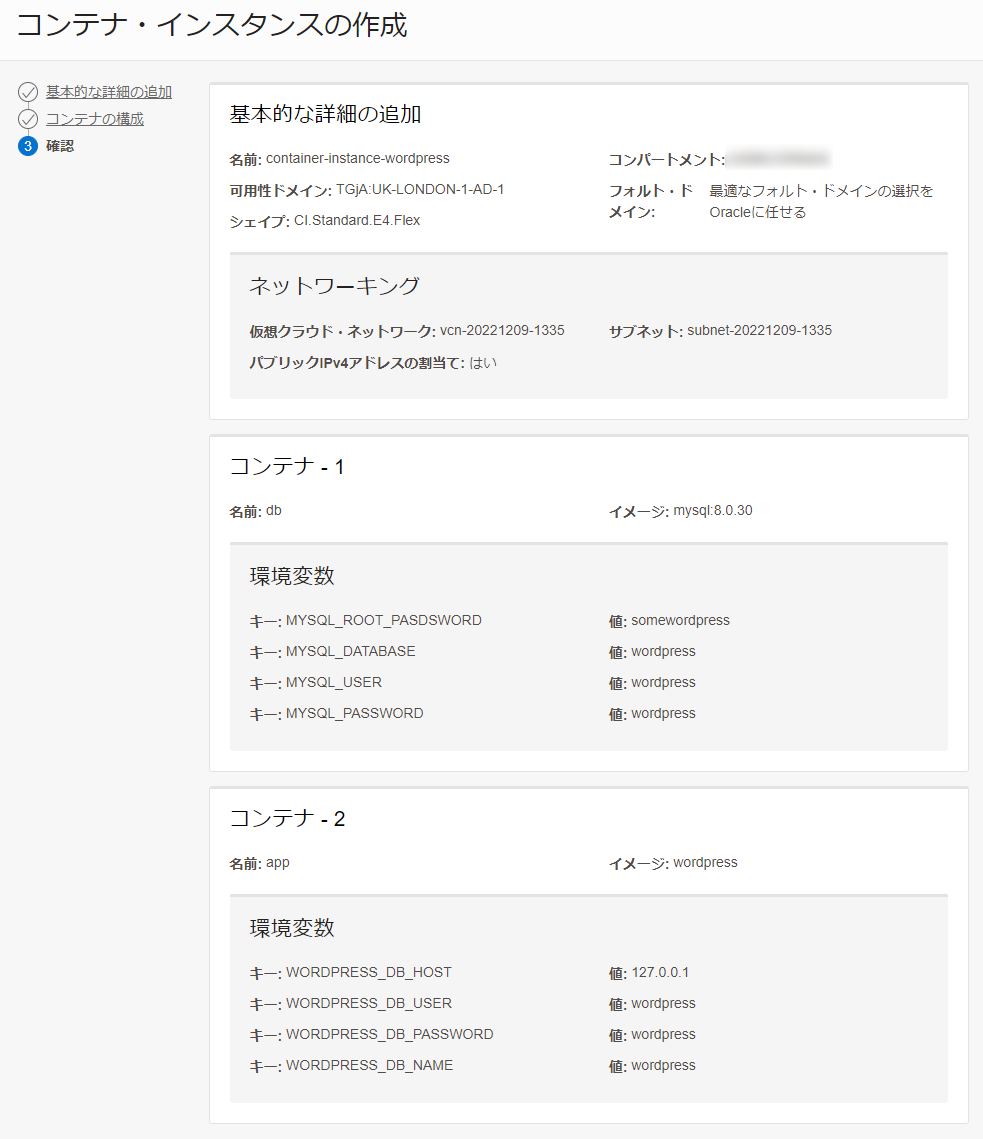 コンテナ・インスタンスの作成
基本的な詳細の追加
コンテナの構成
3 確認
基本的な詳細の追加
名前: container-instance-wordpress
コンパートメント:
可用性ドメイン: TGjA:UK-LONDON-1-AD-1
フォルト・ド
メイン:
最適なフォルト・ドメインの選択を
Oracleに任せる
シェイプ: CI.Standard.E4.Flex
ネットワーキング
仮想クラウド・ネットワーク: vcn-20221209-1335
サブネット: subnet-20221209-1335
パブリックIPv4アドレスの割当て: はい
コンテナ - 1
名前: db
イメージ: mysql:8.0.30
環境変数
キー: MYSQL_ROOT_PASDSWORD
値: somewordpress
キー: MYSQL_DATABASE
値: wordpress
キー: MYSQL_USER
値: wordpress
キー: MYSQL_PASSWORD
値: wordpress
コンテナ - 2
名前: app
イメージ: wordpress
環境変数
キー: WORDPRESS_DB_HOST
値: 127.0.0.1
キー: WORDPRESS_DB_USER
値: wordpress
キー: WORDPRESS_DB_PASSWORD
値: wordpress
キー: WORDPRESS_DB_NAME
値: wordpress